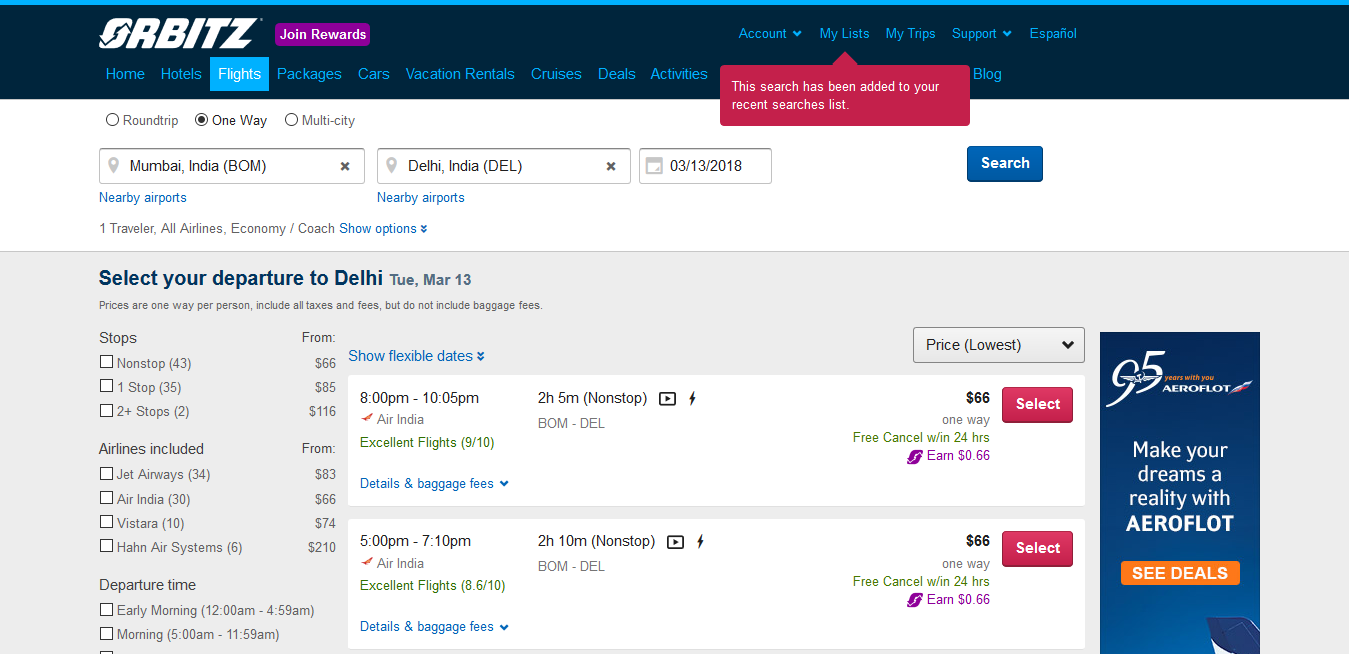 ORBITZ
Join Rewards
Account My Lists My Trips Support Español
Home Hotels Flights Packages Cars Vacation Rentals Cruises Deals Activities Blog
This search has been added to your
recent searches list.
Roundtrip One Way Multi-city
Mumbai, India (BOM) Delhi, India (DEL) 03/13/2018 Search
Nearby airports Nearby airports
1 Traveler, All Airlines, Economy / Coach Show options
Select your departure to Delhi Tue, Mar 13
Prices are one way per person, include all taxes and fees, but do not include baggage fees.
Stops From:
Nonstop (43) $66
1 Stop (35) $85
2+ Stops (2) $116
Airlines included From:
Jet Airways (34) $83
Air India (30) $66
Vistara (10) $74
Hahn Air Systems (6) $210
Departure time
Early Morning (12:00am - 4:59am)
Morning (5:00am - 11:59am)
Show flexible dates
Price (Lowest)
8:00pm - 10:05pm 2h 5m (Nonstop) $66 Select
Air India BOM - DEL one way
Excellent Flights (9/10) Free Cancel w/in 24 hrs
Earn $0.66
Details & baggage fees
5:00pm - 7:10pm 2h 10m (Nonstop) $66 Select
Air India BOM - DEL one way
Excellent Flights (8.6/10) Free Cancel w/in 24 hrs
Earn $0.66
Details & baggage fees
95 years with you
AEROFLOT
Make your
dreams a
reality with
AEROFLOT
SEE DEALS